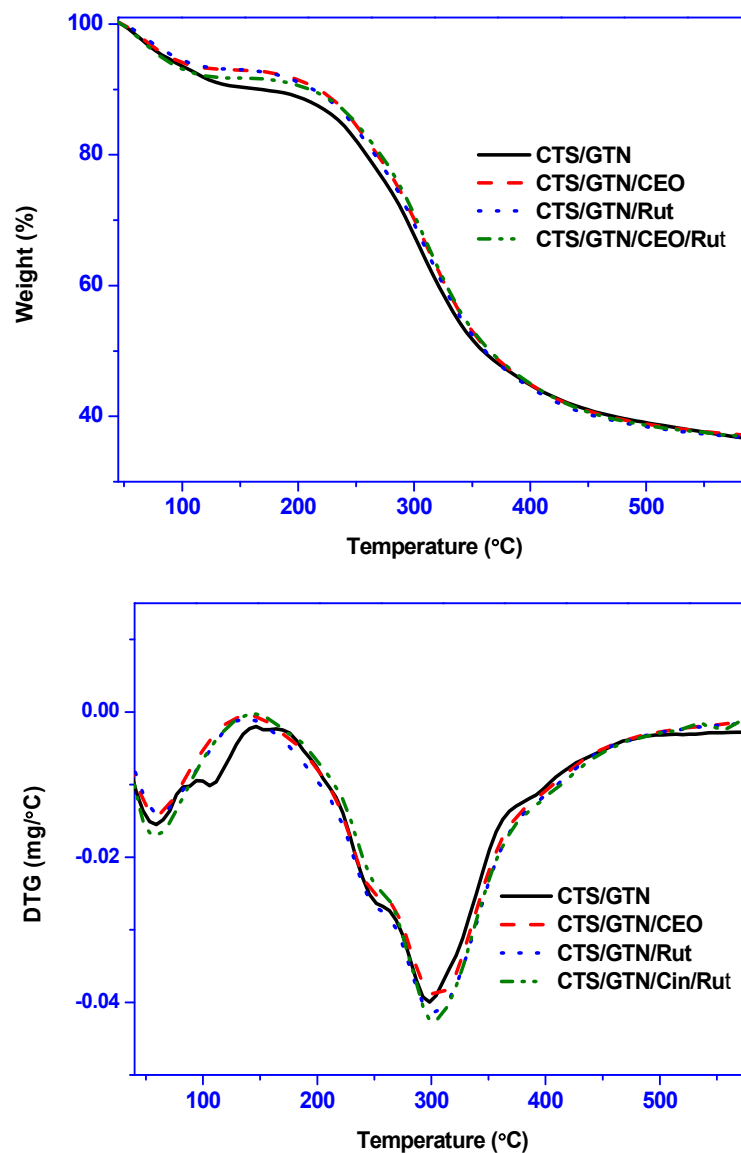 100
80
60
40
Weight (%)
CTS/GTN
CTS/GTN/CEO
CTS/GTN/Rut
CTS/GTN/CEO/Rut
100 200 300 400 500
Temperature (°C)
0.00
-0.02
-0.04
DTG (mg/°C)
CTS/GTN
CTS/GTN/CEO
CTS/GTN/Rut
CTS/GTN/Cin/Rut
100 200 300 400 500
Temperature (°C)